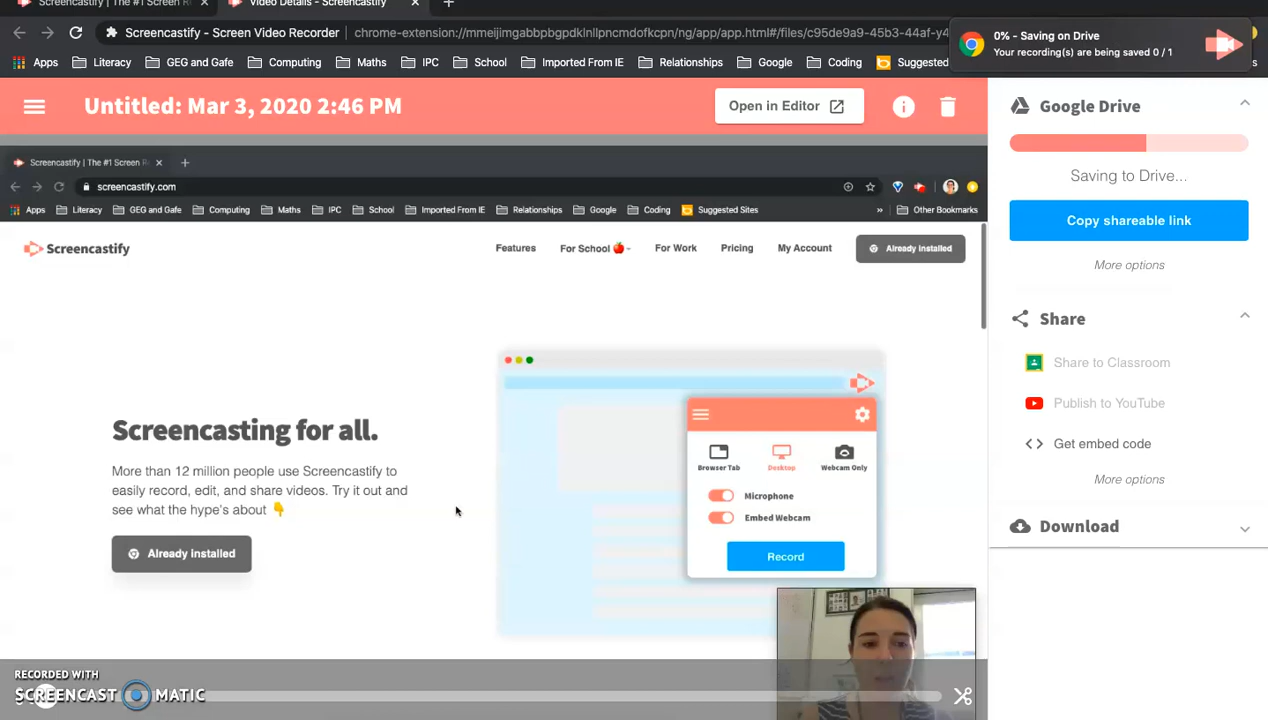 Screencastify | The #1 Screen R
Video Details - Screencastify
Screencastify - Screen Video Recorder
chrome-extension://mmeijimgabbpbgpdklnllpncmdofkcpn/ng/app/app.html#/files/c95de9a9-45b3-44af-y4
0% - Saving on Drive
Your recording(s) are being saved 0 / 1
Apps Literacy GEG and Gafe Computing Maths IPC School Imported From IE Relationships Google Coding Suggested
Untitled: Mar 3, 2020 2:46 PM
Open in Editor
Screencastify | The #1 Screen R
screencastify.com
Apps Literacy GEG and Gafe Computing Maths IPC School Imported From IE Relationships Google Coding Suggested Sites » Other Bookmarks
Screencastify
Features For School 🍎 For Work Pricing My Account Already Installed
Screencasting for all.
More than 12 million people use Screencastify to
easily record, edit, and share videos. Try it out and
see what the hype's about 👇
Already installed
Browser Tab Desktop Webcam Only
Microphone
Embed Webcam
Record
RECORDED WITH
SCREENCAST MATIC
Google Drive
Saving to Drive...
Copy shareable link
More options
Share
Share to Classroom
Publish to YouTube
Get embed code
More options
Download